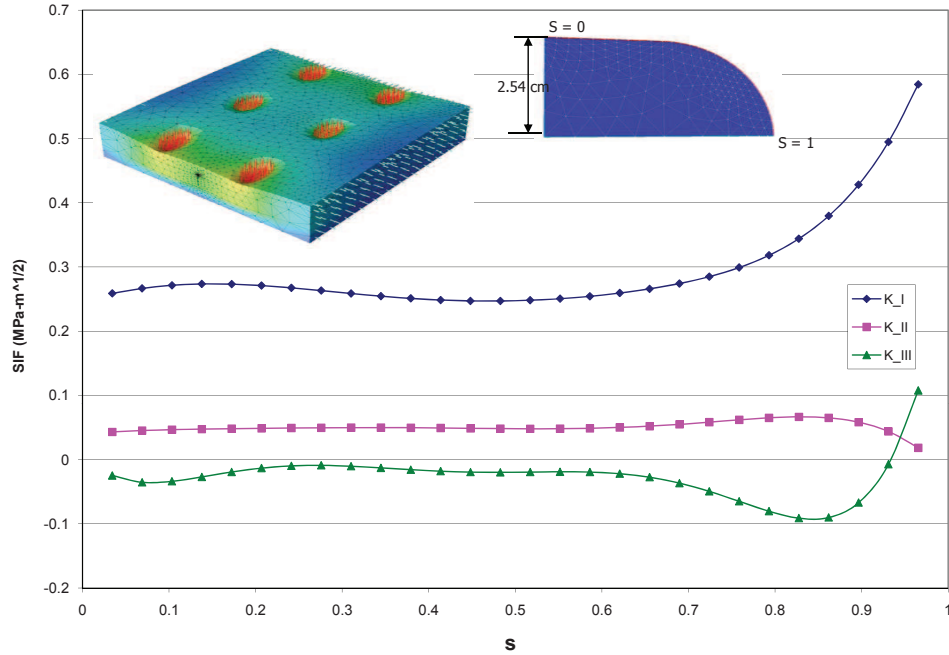 0.7
0.6
0.5
0.4
0.3
0.2
0.1
0
-0.1
-0.2
SIF (MPa-m^1/2)
S = 0
2.54 cm
S = 1
K_I
K_II
K_III
0 0.1 0.2 0.3 0.4 0.5 0.6 0.7 0.8 0.9 1
S